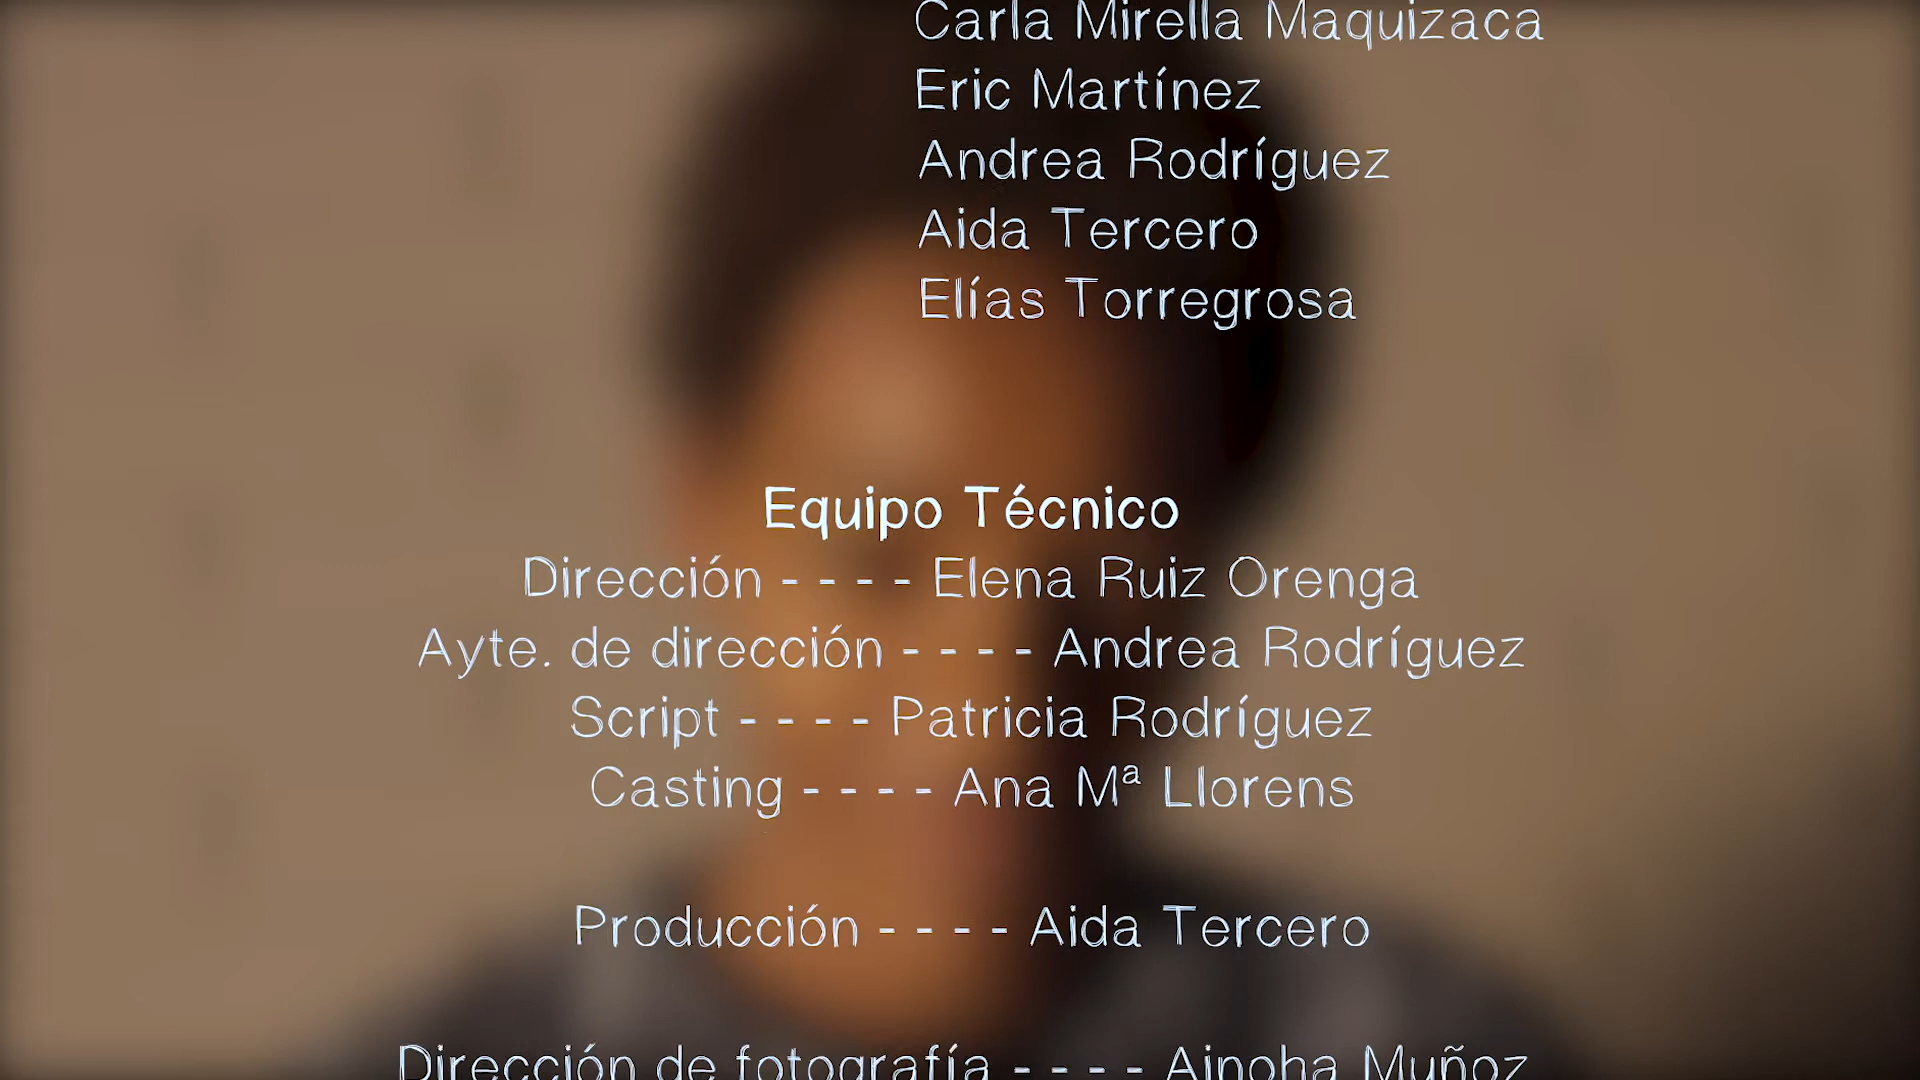 Carla Mirella Maquizaca
Eric Martínez
Andrea Rodríguez
Aida Tercero
Elías Torregrosa
Equipo Técnico
Dirección - - - - Elena Ruiz Orenga
Ayte. de dirección - - - - Andrea Rodríguez
Script - - - - Patricia Rodríguez
Casting - - - - Ana Mª Llorens
Producción - - - - Aida Tercero
Dirección de fotografía - - - - Ainoha Muñoz